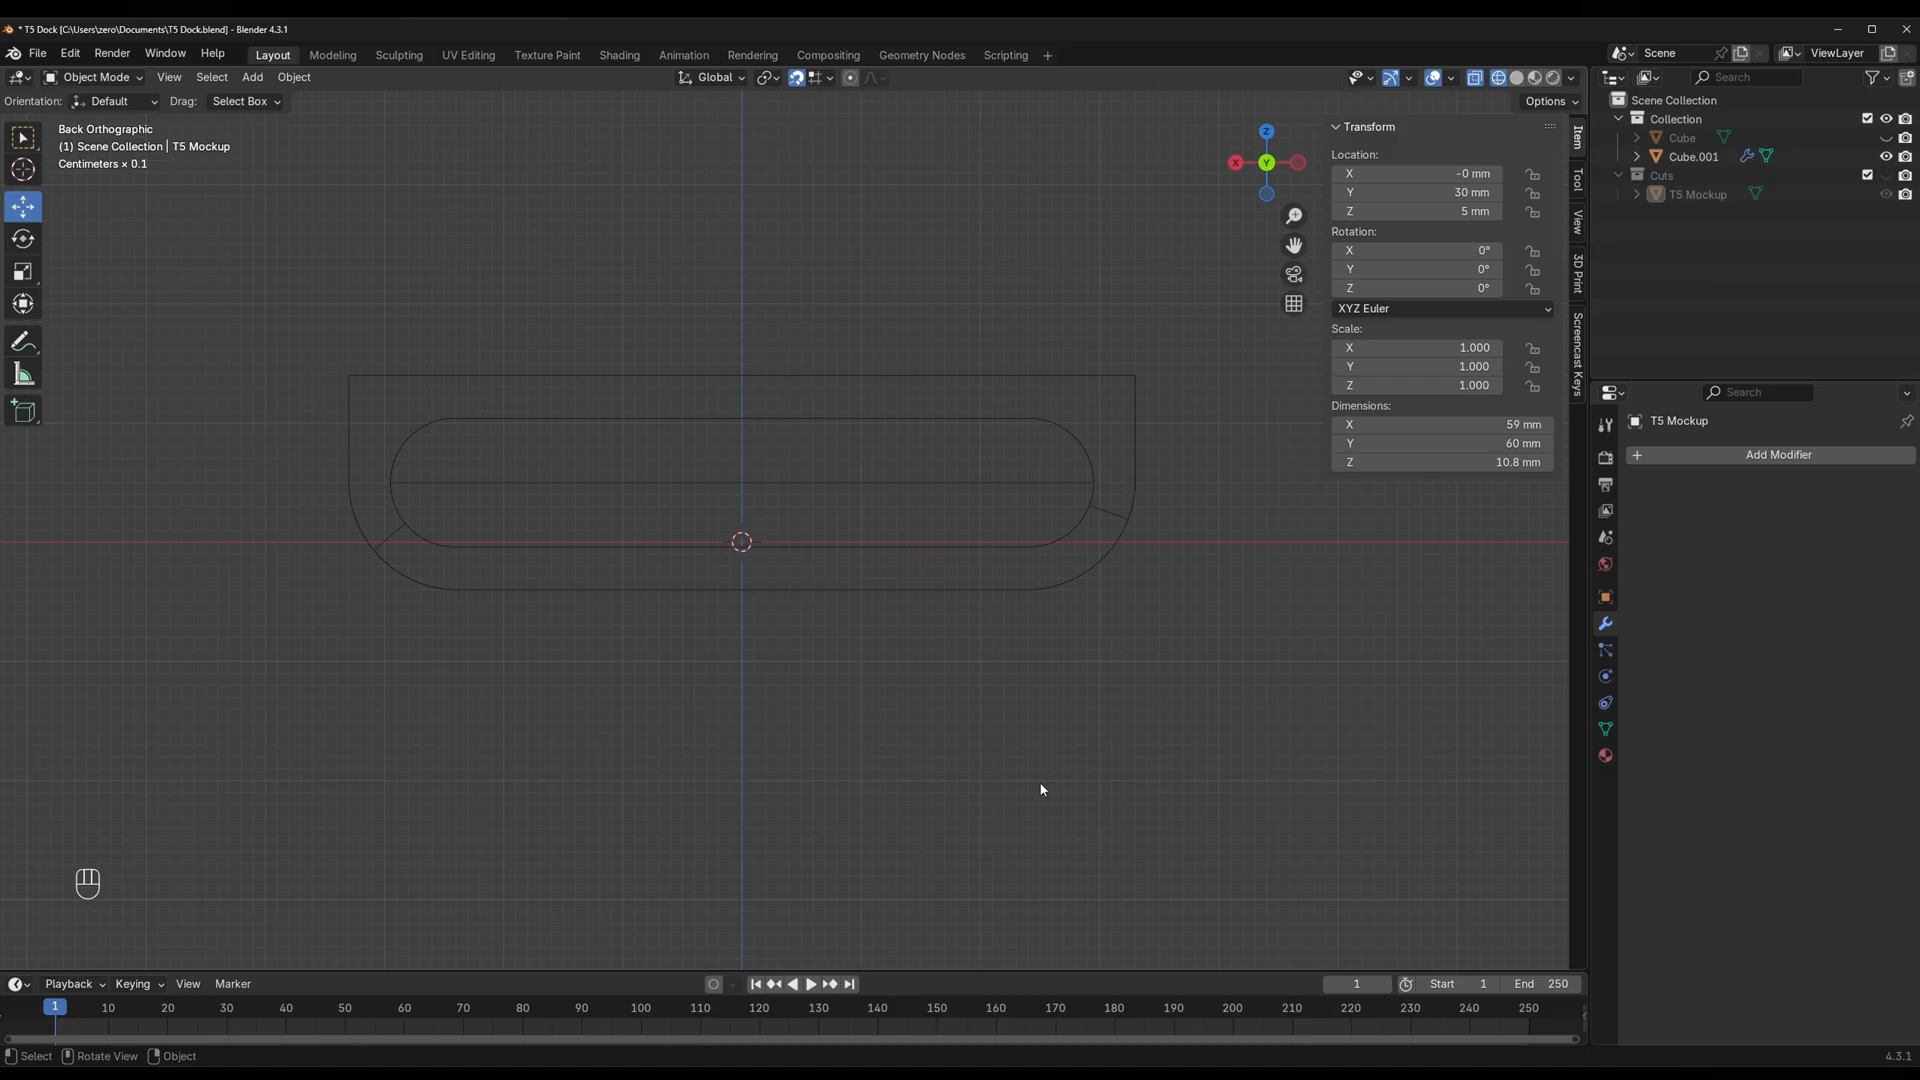 * T5 Dock [C:\Users\zero\Documents\T5 Dock.blend] - Blender 4.3.1
File Edit Render Window Help Layout Modeling Sculpting UV Editing Texture Paint Shading Animation Rendering Compositing Geometry Nodes Scripting + Scene ViewLayer
Object Mode View Select Add Object Global Search
Orientation: Default Drag: Select Box Options
Back Orthographic
(1) Scene Collection | T5 Mockup
Centimeters × 0.1
Z
X
Y
Transform
Location:
X -0 mm
Y 30 mm
Z 5 mm
Rotation:
X 0°
Y 0°
Z 0°
XYZ Euler
Scale:
X 1.000
Y 1.000
Z 1.000
Dimensions:
X 59 mm
Y 60 mm
Z 10.8 mm
Item
Tool
View
3D Print
Screencast Keys
Scene Collection
Collection
Cube
Cube.001
Cuts
T5 Mockup
Search
T5 Mockup
+ Add Modifier
Playback Keying View Marker 1 Start 1 End 250
1 10 20 30 40 50 60 70 80 90 100 110 120 130 140 150 160 170 180 190 200 210 220 230 240 250
Select Rotate View Object 4.3.1